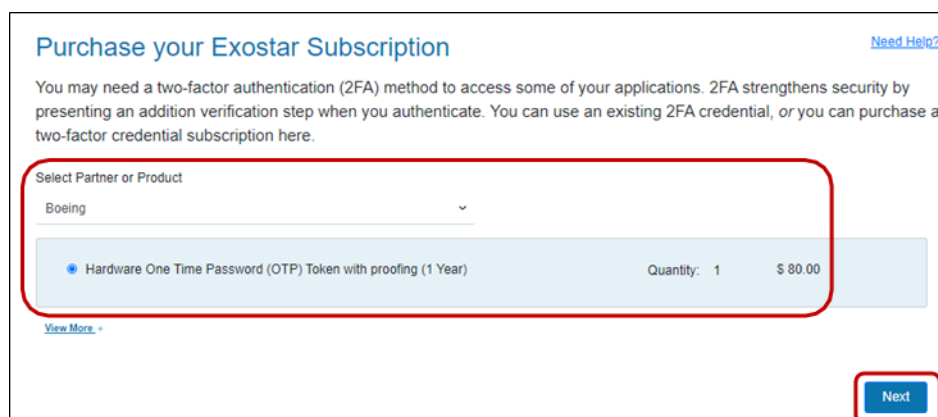 Purchase your Exostar Subscription
Need Help?
You may need a two-factor authentication (2FA) method to access some of your applications. 2FA strengthens security by
presenting an addition verification step when you authenticate. You can use an existing 2FA credential, or you can purchase a
two-factor credential subscription here.
Select Partner or Product
Boeing
Hardware One Time Password (OTP) Token with proofing (1 Year) Quantity: 1 $ 80.00
View More +
Next